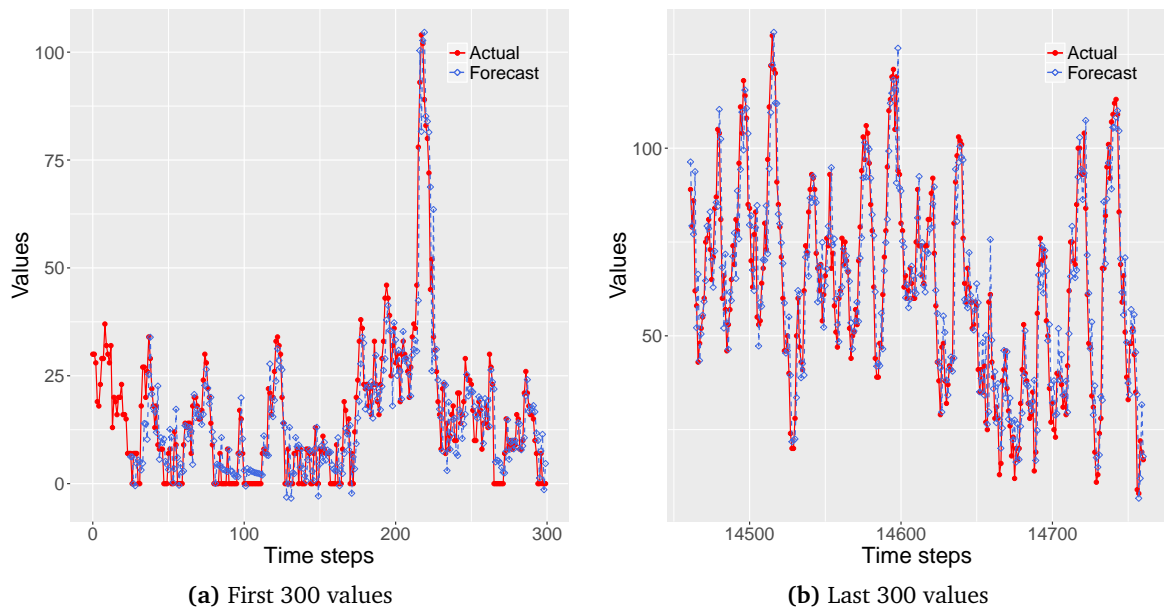 Values
100
75
50
25
0
Actual
Forecast
0
100
200
300
Time steps
(a) First 300 values
Values
100
50
Actual
Forecast
14500
14600
14700
Time steps
(b) Last 300 values